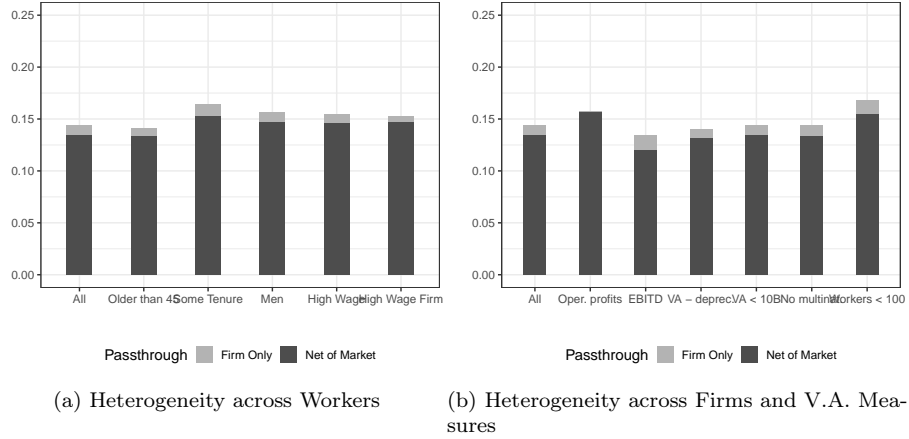 0.25
0.20
0.15
0.10
0.05
0.00
All Older than 45 Some Tenure Men High Wage High Wage Firm
Passthrough Firm Only Net of Market
(a) Heterogeneity across Workers
0.25
0.20
0.15
0.10
0.05
0.00
All Oper. profits EBITD VA − deprec. VA < 10B No multinat. Workers < 100
Passthrough Firm Only Net of Market
(b) Heterogeneity across Firms and V.A. Mea-
sures